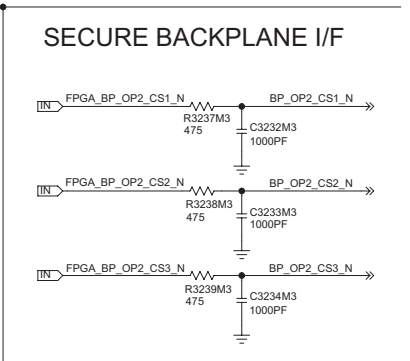 SECURE BACKPLANE I/F
IN FPGA_BP_OP2_CS1_N BP_OP2_CS1_N
R3237M3
475
C3232M3
1000PF
IN FPGA_BP_OP2_CS2_N BP_OP2_CS2_N
R3238M3
475
C3233M3
1000PF
IN FPGA_BP_OP2_CS3_N BP_OP2_CS3_N
R3239M3
475
C3234M3
1000PF